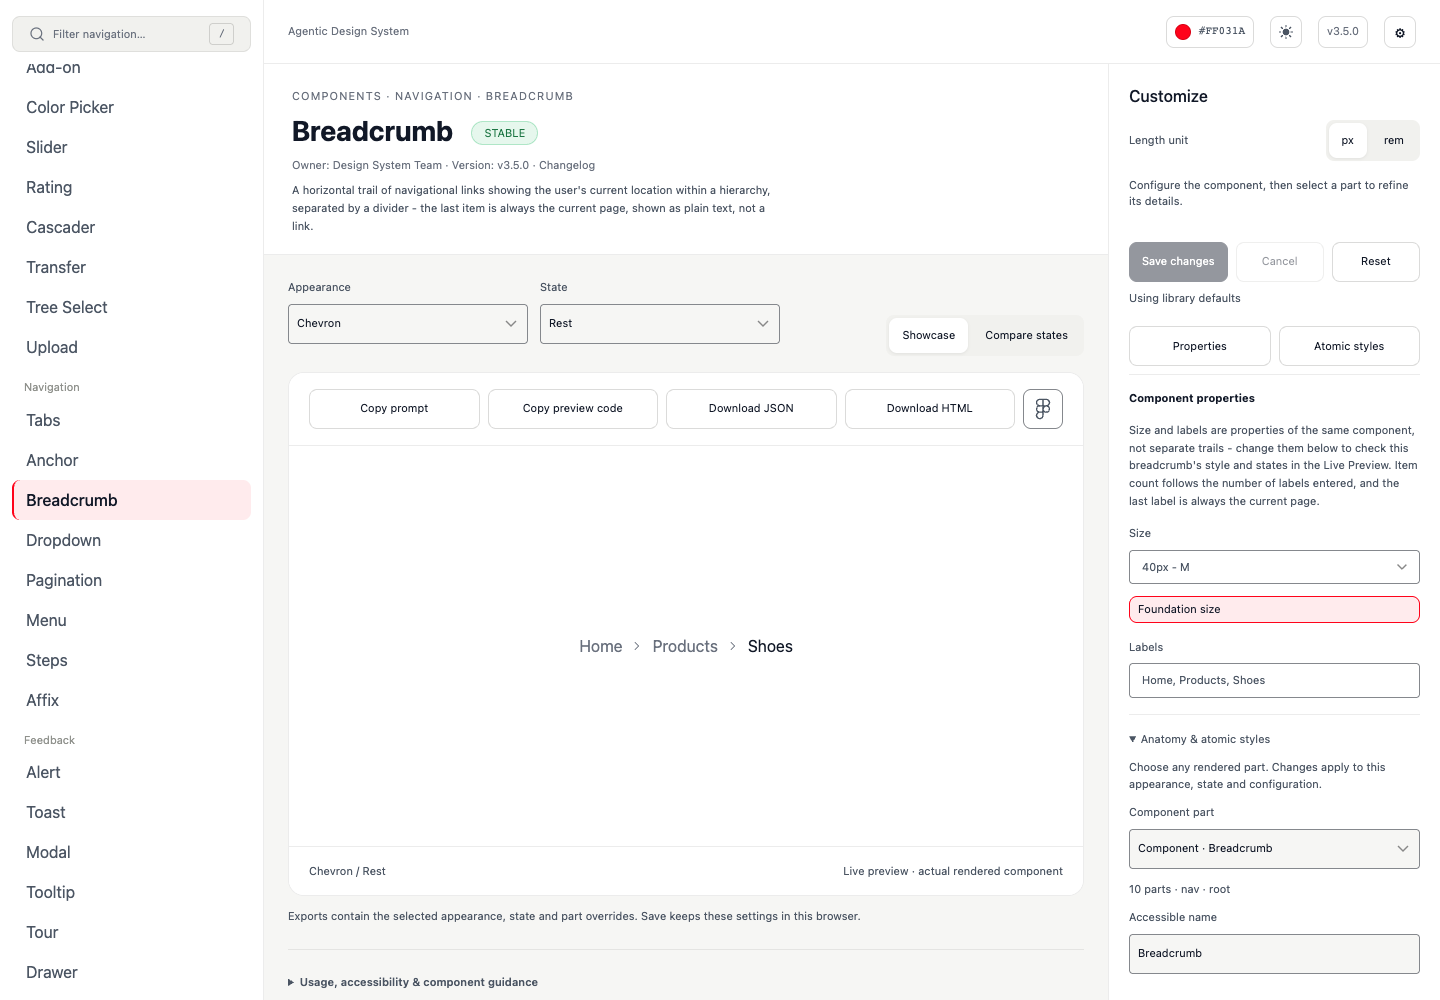 Filter navigation...
/
Add-on
Color Picker
Slider
Rating
Cascader
Transfer
Tree Select
Upload
Navigation
Tabs
Anchor
Breadcrumb
Dropdown
Pagination
Menu
Steps
Affix
Feedback
Alert
Toast
Modal
Tooltip
Tour
Drawer
Agentic Design System
#FF031A
v3.5.0
COMPONENTS · NAVIGATION · BREADCRUMB
Breadcrumb
STABLE
Owner: Design System Team · Version: v3.5.0 · Changelog
A horizontal trail of navigational links showing the user's current location within a hierarchy,
separated by a divider - the last item is always the current page, shown as plain text, not a
link.
Appearance
State
Chevron
Rest
Showcase
Compare states
Copy prompt
Copy preview code
Download JSON
Download HTML
Home
Products
Shoes
Chevron / Rest
Live preview · actual rendered component
Exports contain the selected appearance, state and part overrides. Save keeps these settings in this browser.
Usage, accessibility & component guidance
Customize
Length unit
px
rem
Configure the component, then select a part to refine
its details.
Save changes
Cancel
Reset
Using library defaults
Properties
Atomic styles
Component properties
Size and labels are properties of the same component,
not separate trails - change them below to check this
breadcrumb's style and states in the Live Preview. Item
count follows the number of labels entered, and the
last label is always the current page.
Size
40px - M
Foundation size
Labels
Home, Products, Shoes
Anatomy & atomic styles
Choose any rendered part. Changes apply to this
appearance, state and configuration.
Component part
Component · Breadcrumb
10 parts · nav · root
Accessible name
Breadcrumb